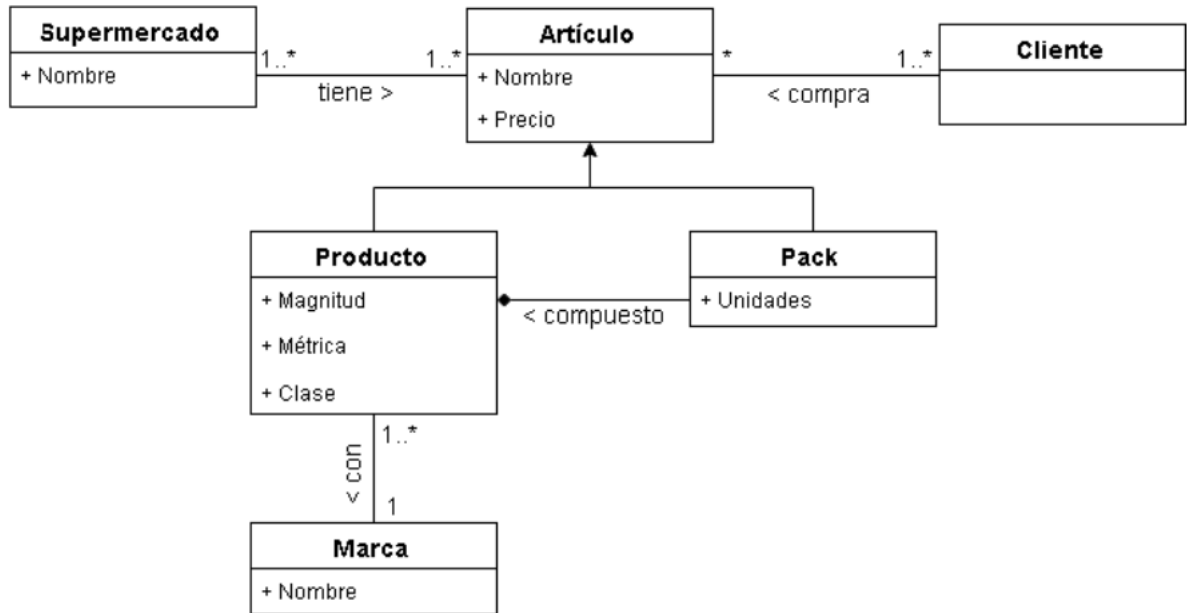 Supermercado
+ Nombre
1..*
tiene >
1..*
Artículo
+ Nombre
+ Precio
*
< compra
1..*
Cliente
Producto
+ Magnitud
+ Métrica
+ Clase
< compuesto
Pack
+ Unidades
1..*
< con
1
Marca
+ Nombre